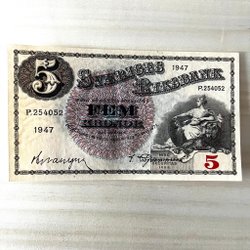 5
SVERIGES
RIKSBANK
1947
P.254052
P.254052
FEM
KRONOR
1947
5